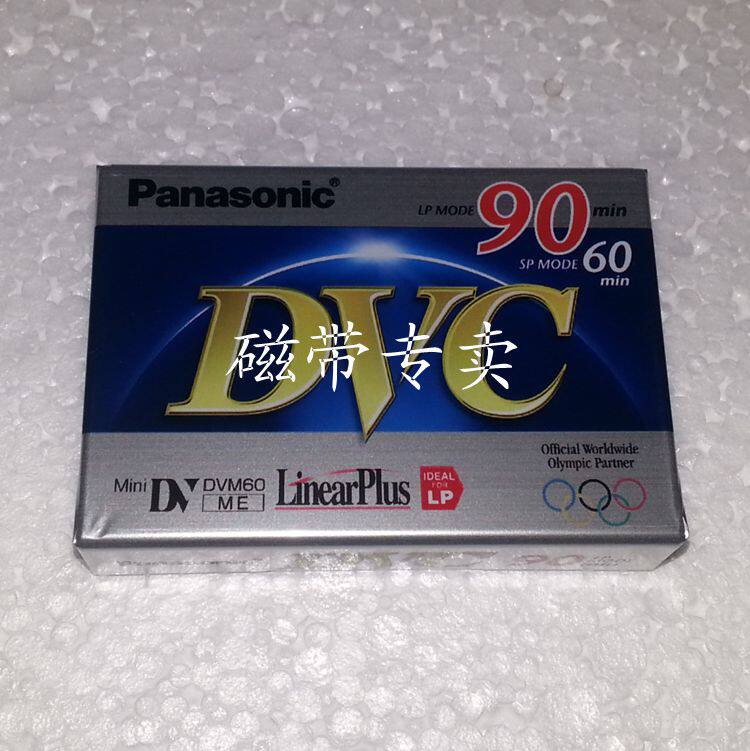 Panasonic®
LP MODE 90 min
SP MODE 60 min
DVC
磁带专卖
Official Worldwide
Olympic Partner
Mini DV DVM60
ME
LinearPlus
IDEAL
FOR
LP
90